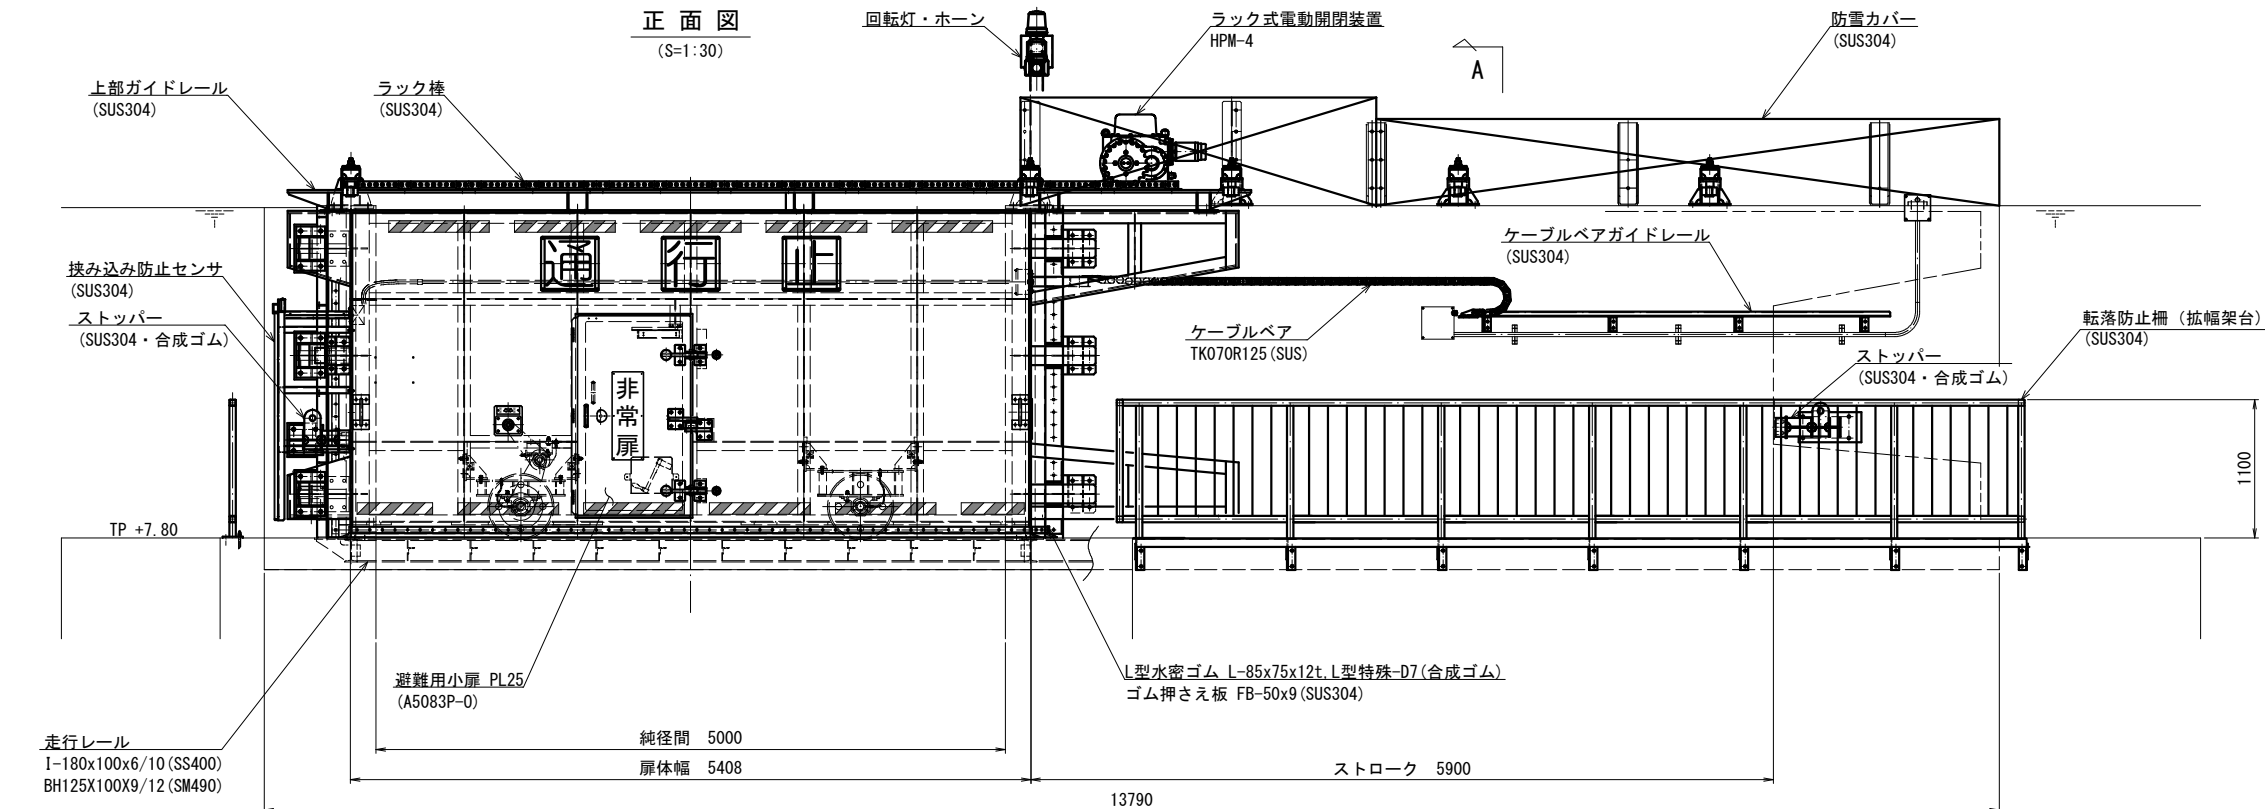 正面図
(S=1:30)
回転灯・ホーン
ラック式電動開閉装置
HPM-4
防雪カバー
(SUS304)
A
上部ガイドレール
(SUS304)
ラック棒
(SUS304)
挟み込み防止センサ
(SUS304)
ストッパー
(SUS304・合成ゴム)
通行止
非常扉
ケーブルベアガイドレール
(SUS304)
ケーブルベア
TK070R125(SUS)
転落防止柵（拡幅架台）
(SUS304)
ストッパー
(SUS304・合成ゴム)
1100
TP +7.80
避難用小扉 PL25
(A5083P-O)
L型水密ゴム L-85x75x12t,L型特殊-D7(合成ゴム)
ゴム押さえ板 FB-50x9(SUS304)
走行レール
I-180x100x6/10(SS400)
BH125X100X9/12(SM490)
純径間 5000
扉体幅 5408
ストローク 5900
13790